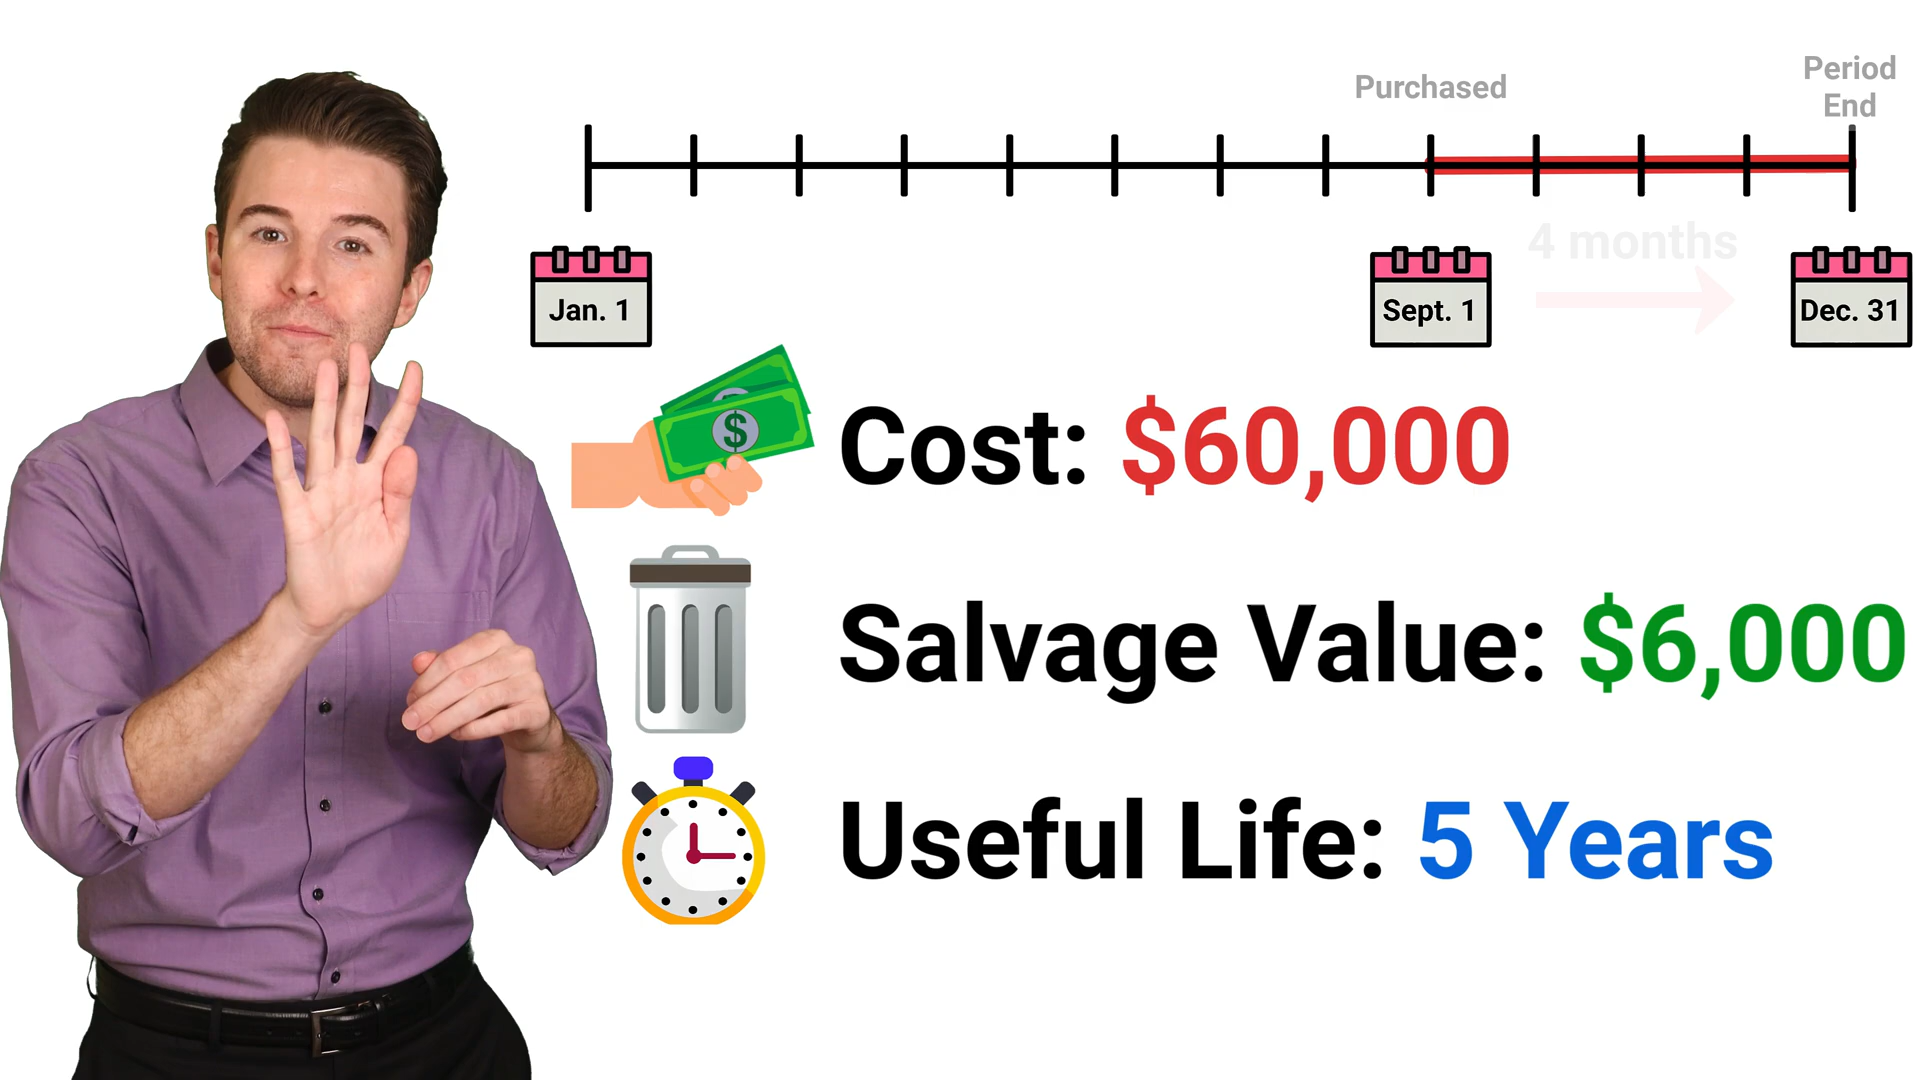 Purchased
Period
End
4 months
Jan. 1
Sept. 1
Dec. 31
$
Cost: $60,000
Salvage Value: $6,000
Useful Life: 5 Years